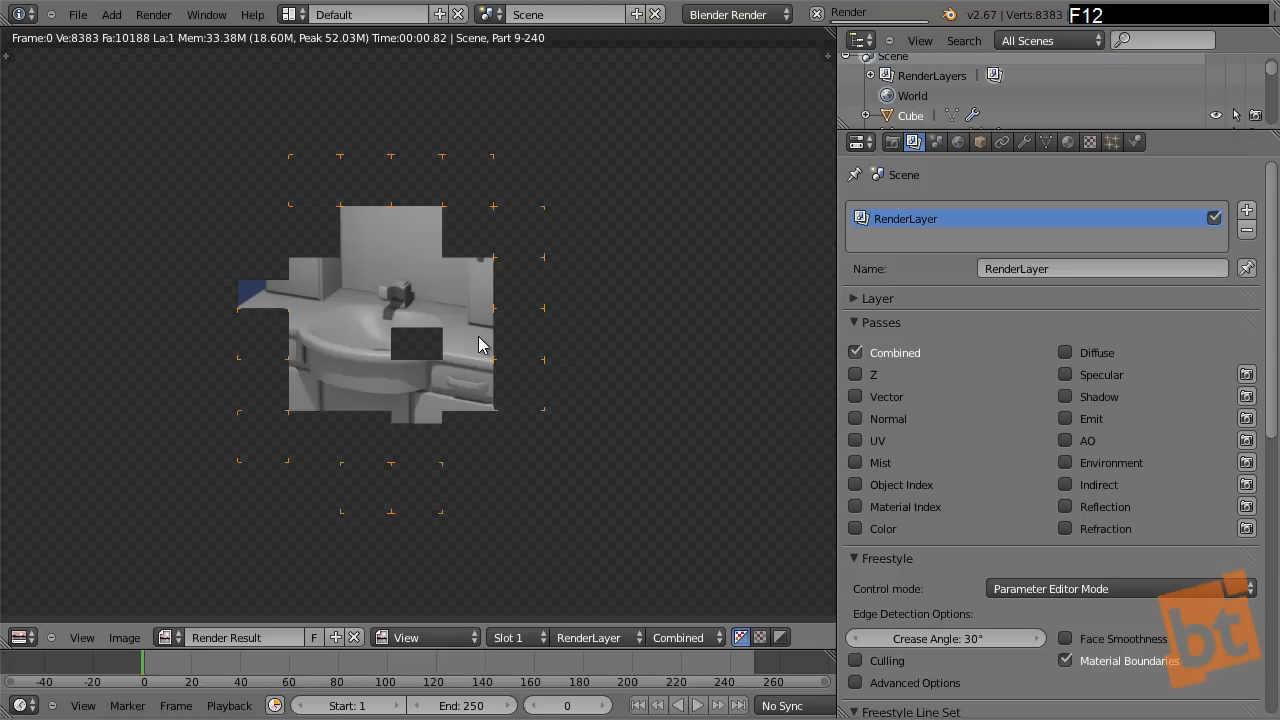 File Add Render Window Help Default Scene Blender Render Render v2.67 | Verts:8383 F12
Frame:0 Ve:8383 Fa:10188 La:1 Mem:33.38M (18.60M, Peak 52.03M) Time:00:00.82 | Scene, Part 9-240
View Search All Scenes
Scene
RenderLayers
World
Cube
Scene
RenderLayer
Name: RenderLayer
Layer
Passes
Combined Diffuse
Z Specular
Vector Shadow
Normal Emit
UV AO
Mist Environment
Object Index Indirect
Material Index Reflection
Color Refraction
Freestyle
Control mode: Parameter Editor Mode
Edge Detection Options:
Crease Angle: 30° Face Smoothness
Culling Material Boundaries
Advanced Options
Freestyle Line Set
View Image Render Result F View Slot 1 RenderLayer Combined
-40 -20 0 20 40 60 80 100 120 140 160 180 200 220 240 260
View Marker Frame Playback Start: 1 End: 250 0 No Sync
bt